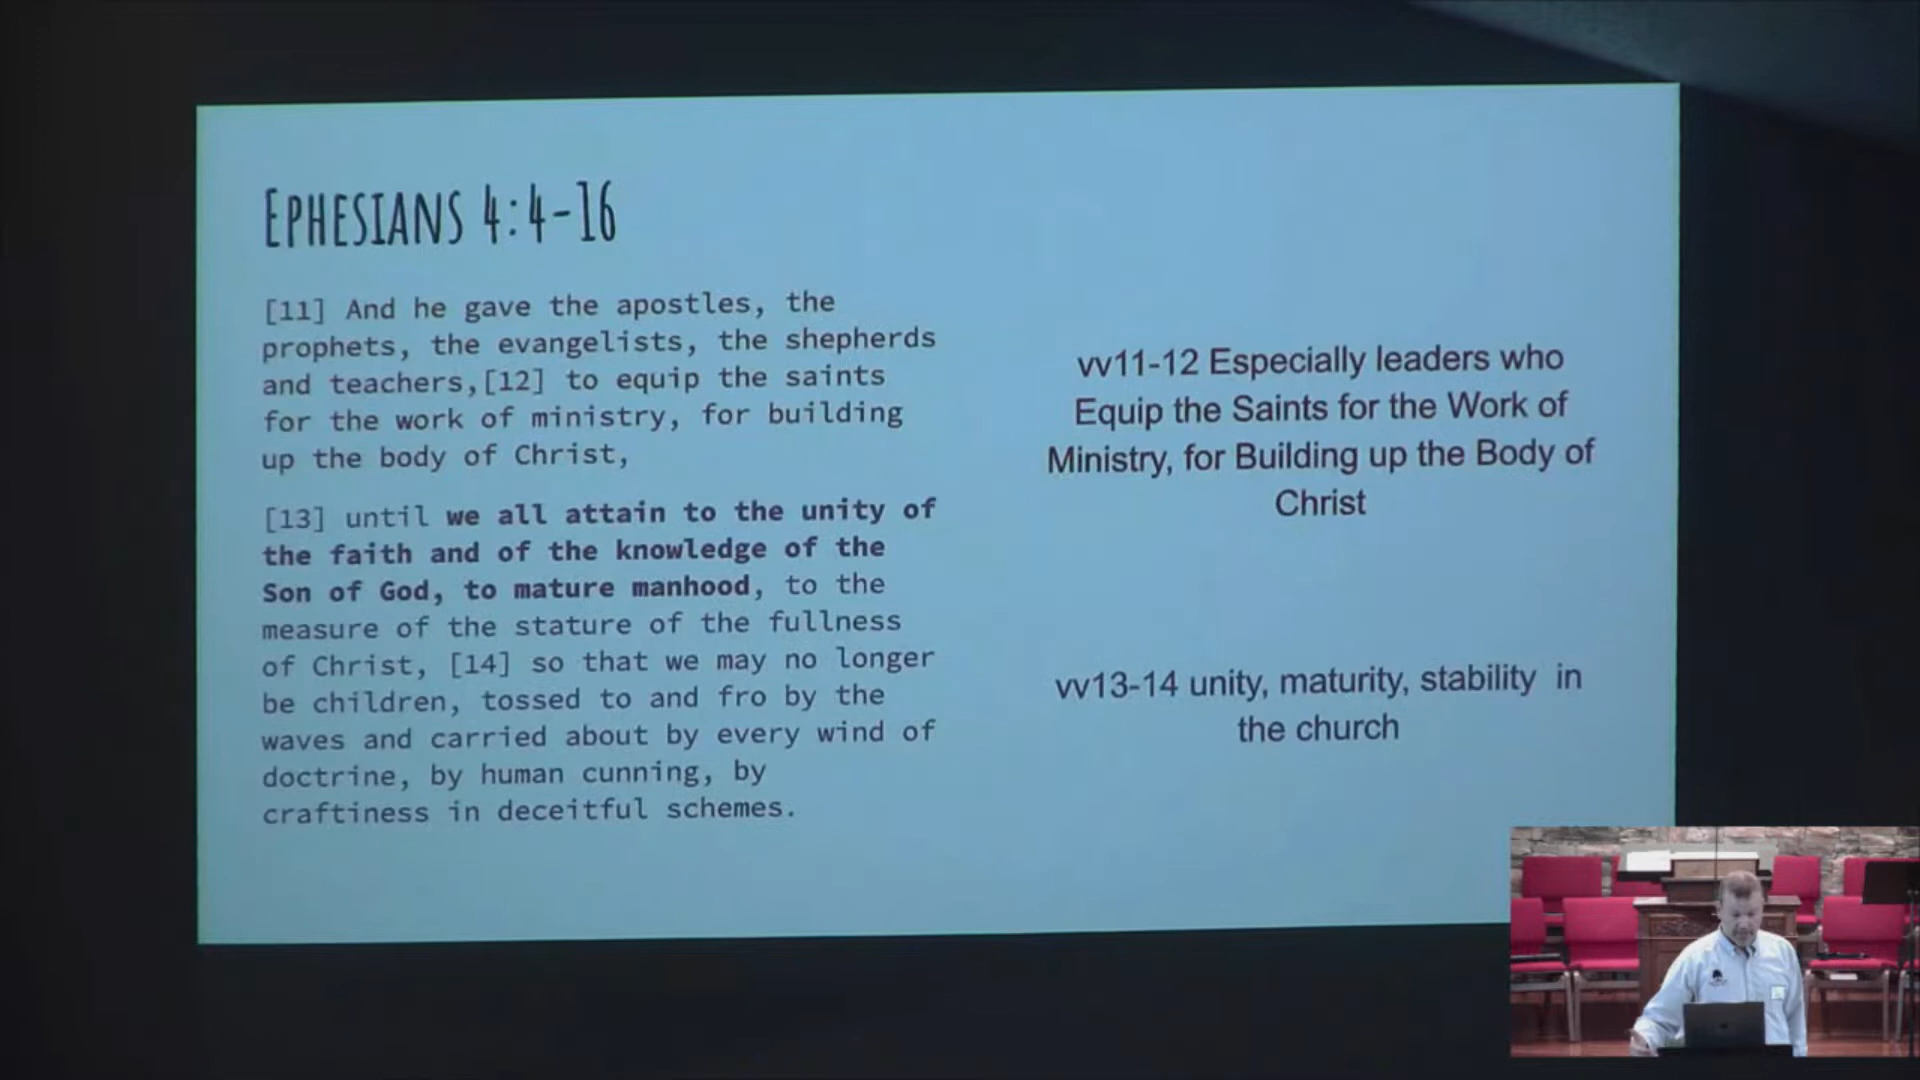 EPHESIANS 4:4-16
[11] And he gave the apostles, the
prophets, the evangelists, the shepherds
and teachers,[12] to equip the saints
for the work of ministry, for building
up the body of Christ,
[13] until we all attain to the unity of
the faith and of the knowledge of the
Son of God, to mature manhood, to the
measure of the stature of the fullness
of Christ, [14] so that we may no longer
be children, tossed to and fro by the
waves and carried about by every wind of
doctrine, by human cunning, by
craftiness in deceitful schemes.
vv11-12 Especially leaders who
Equip the Saints for the Work of
Ministry, for Building up the Body of
Christ
vv13-14 unity, maturity, stability in
the church